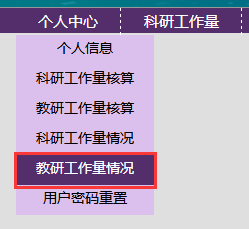 个人中心 科研工作量
个人信息
科研工作量核算
教研工作量核算
科研工作量情况
教研工作量情况
用户密码重置